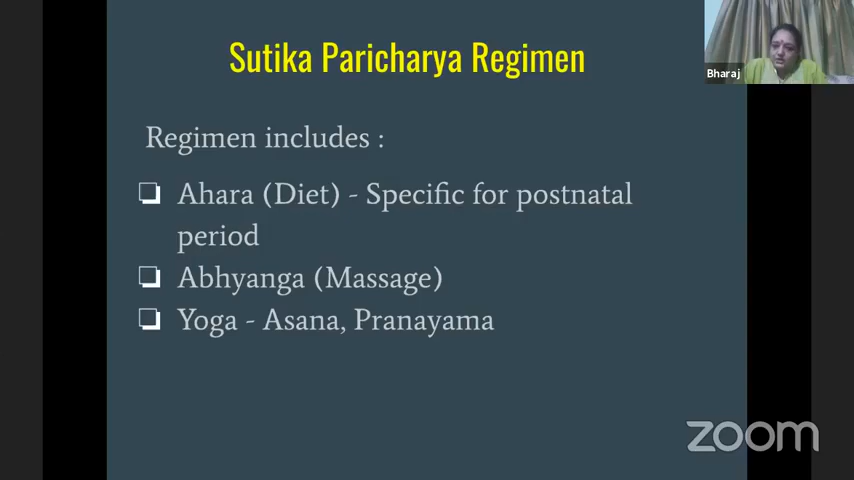 Sutika Paricharya Regimen
Bharaj
Regimen includes :
❏ Ahara (Diet) - Specific for postnatal
period
❏ Abhyanga (Massage)
❏ Yoga - Asana, Pranayama
zoom